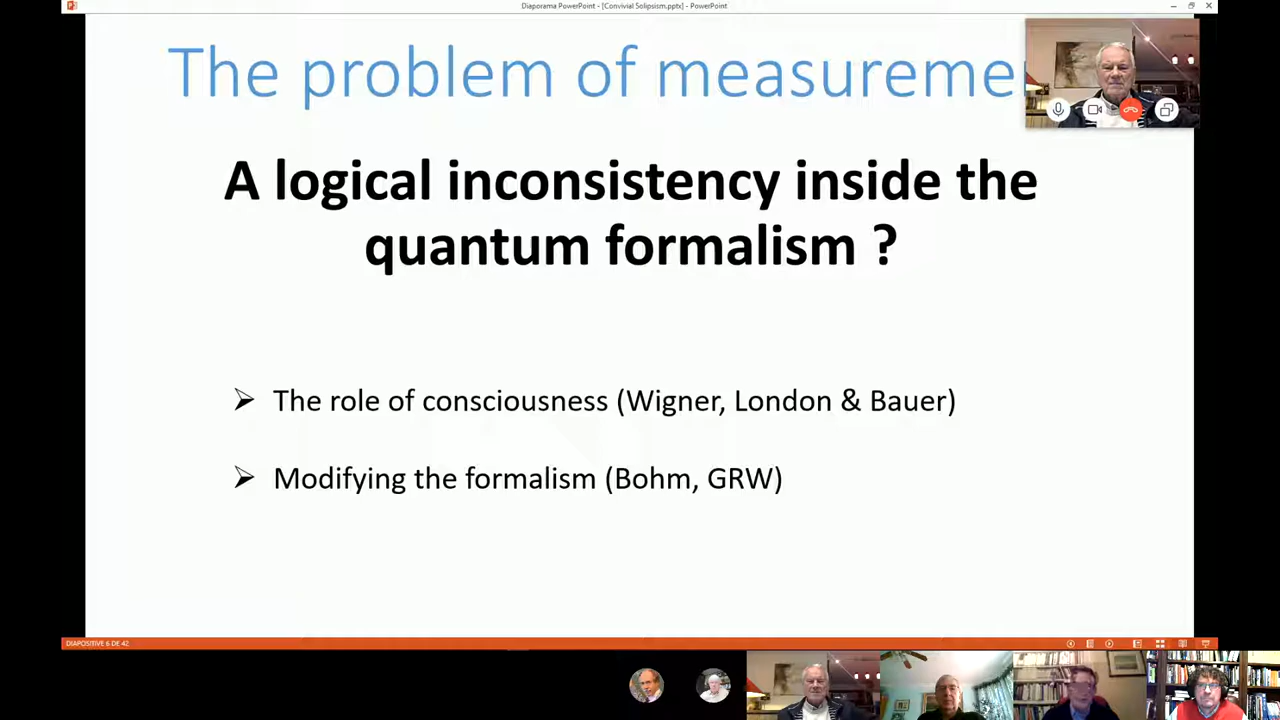 Diaporama PowerPoint - [Convivial Solipsism.pptx] - PowerPoint
The problem of measureme
A logical inconsistency inside the
quantum formalism ?
➢ The role of consciousness (Wigner, London & Bauer)
➢ Modifying the formalism (Bohm, GRW)
DIAPOSITIVE 6 DE 42